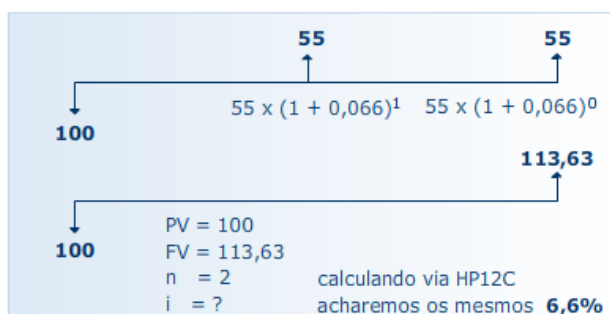 55 55
55 x (1 + 0,066)¹ 55 x (1 + 0,066)⁰
100
113,63
PV = 100
100 FV = 113,63
n = 2 calculando via HP12C
i = ? acharemos os mesmos 6,6%